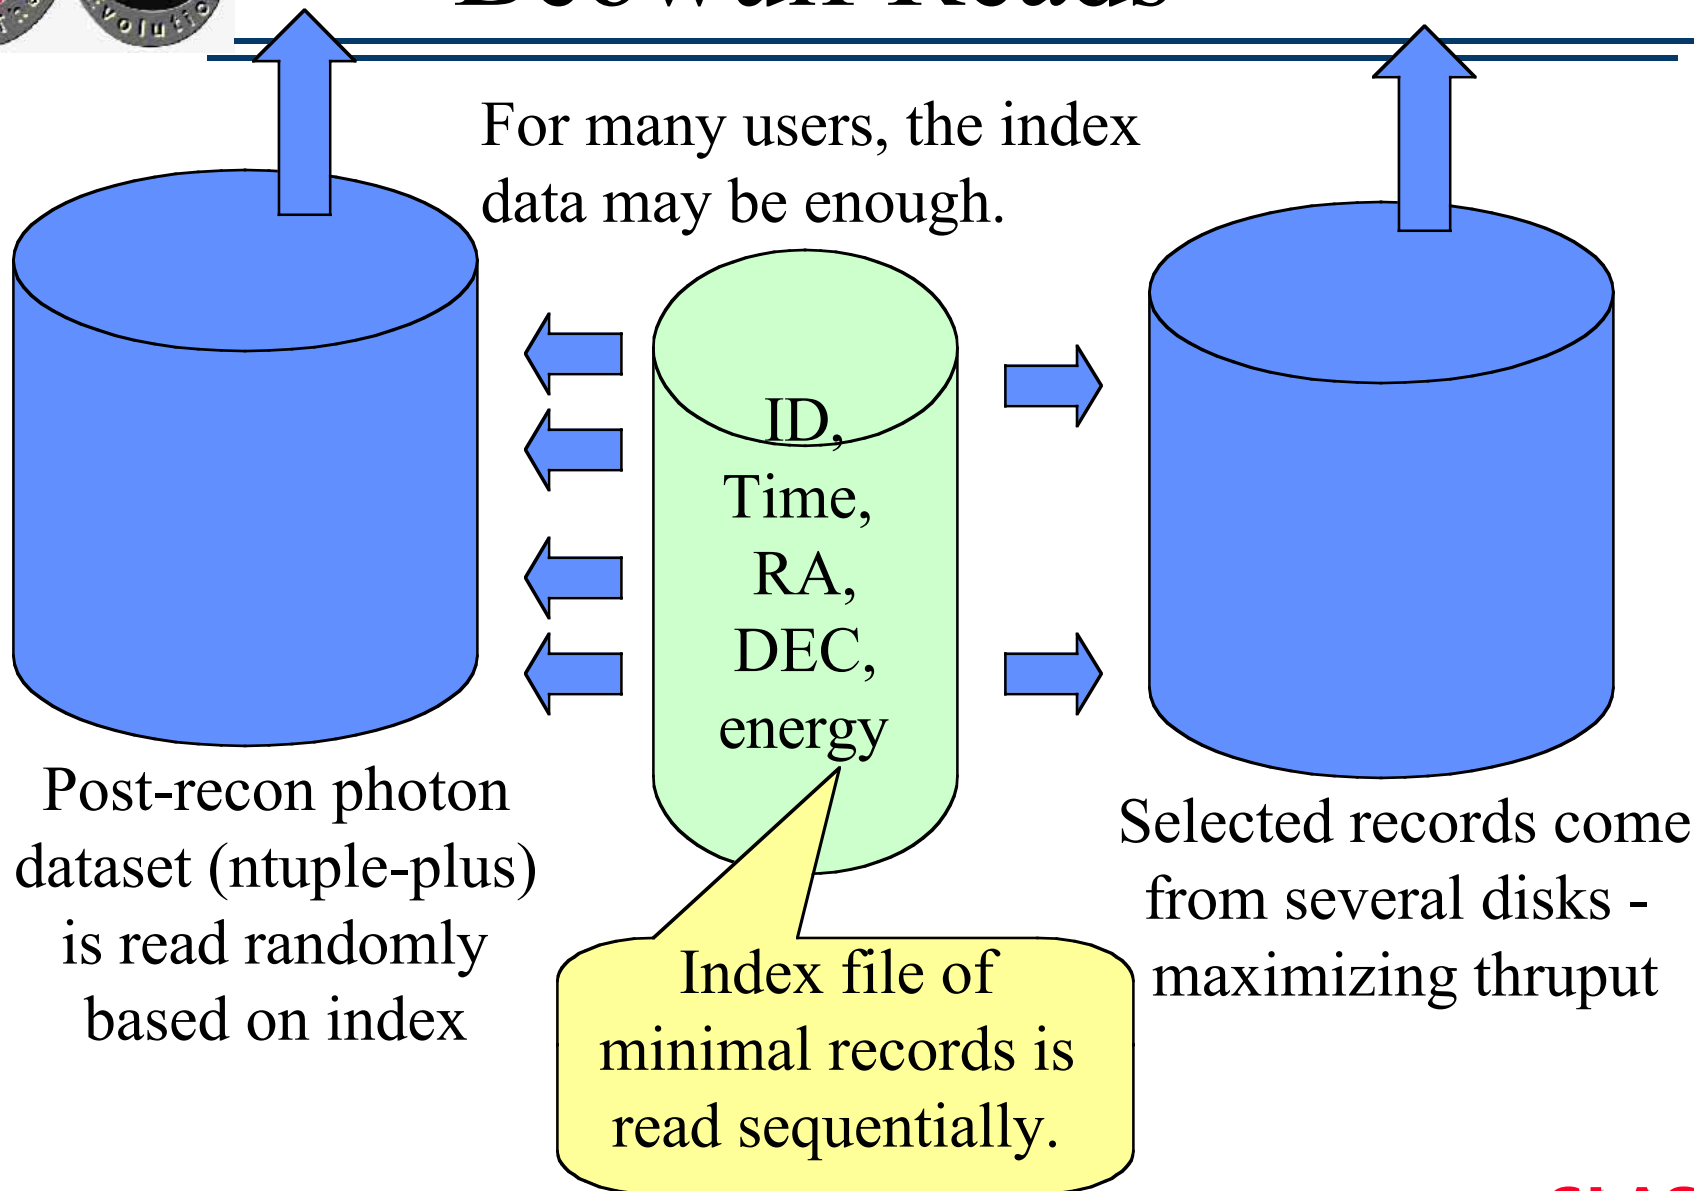 Beowulf Reads
For many users, the index
data may be enough.
ID,
Time,
RA,
DEC,
energy
Post-recon photon
dataset (ntuple-plus)
is read randomly
based on index
Selected records come
from several disks -
maximizing thruput
Index file of
minimal records is
read sequentially.